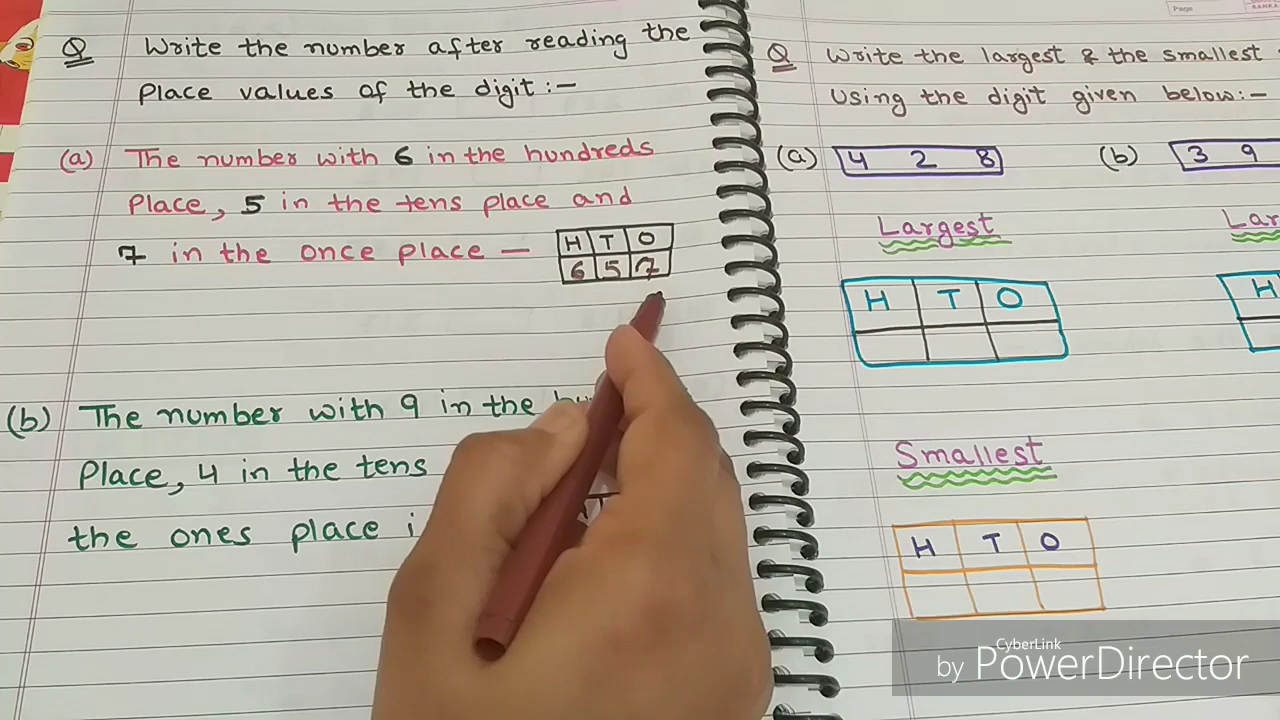 Q Write the number after reading the
Place values of the digit :-
(a) The number with 6 in the hundreds
Place, 5 in the tens place and
7 in the once place —
H T O
6 5 7
(b) The number with 9 in the
Place, 4 in the tens
the ones place
Q Write the largest & the smallest
Using the digit given below :-
(a) 4 2 8
(b) 3 9
Largest
H T O
H
Smallest
H T O
Page
CyberLink
by PowerDirector